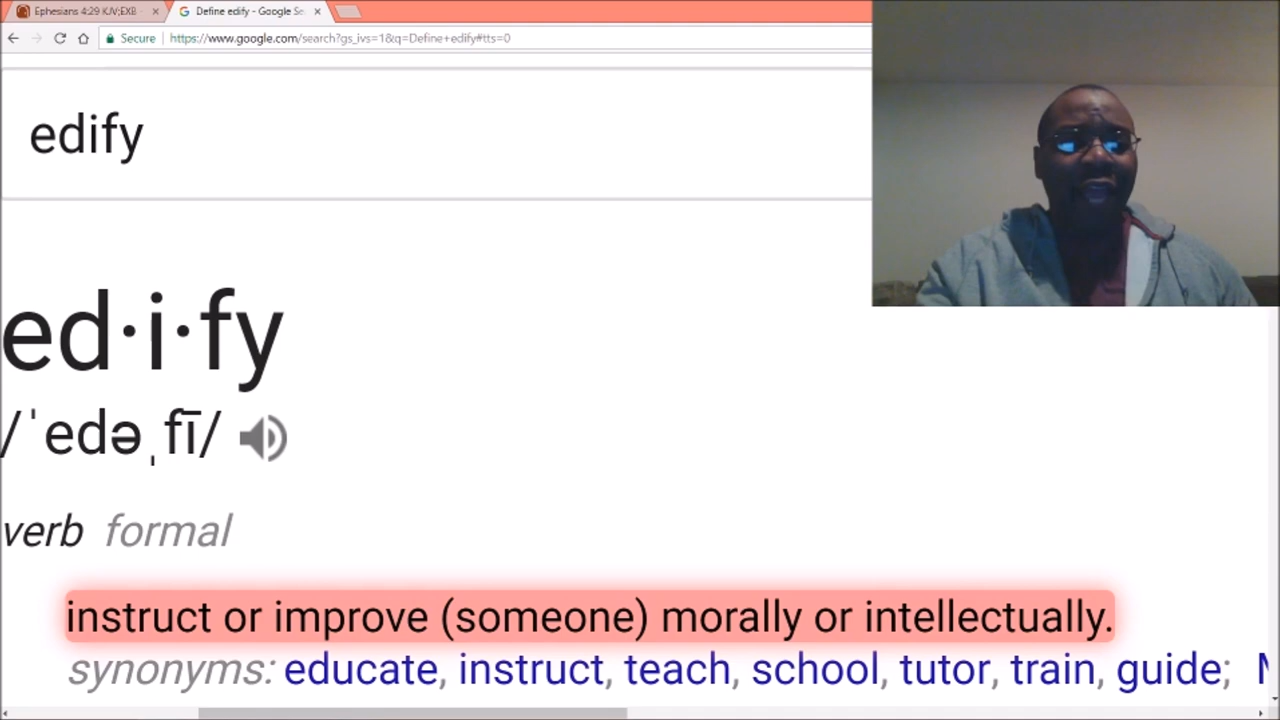 Ephesians 4:29 KJV;EXB
Define edify - Google Se
Secure https://www.google.com/search?gs_ivs=1&q=Define+edify#tts=0
edify
ed·i·fy
/ˈedəˌfī/
verb formal
instruct or improve (someone) morally or intellectually.
synonyms: educate, instruct, teach, school, tutor, train, guide;